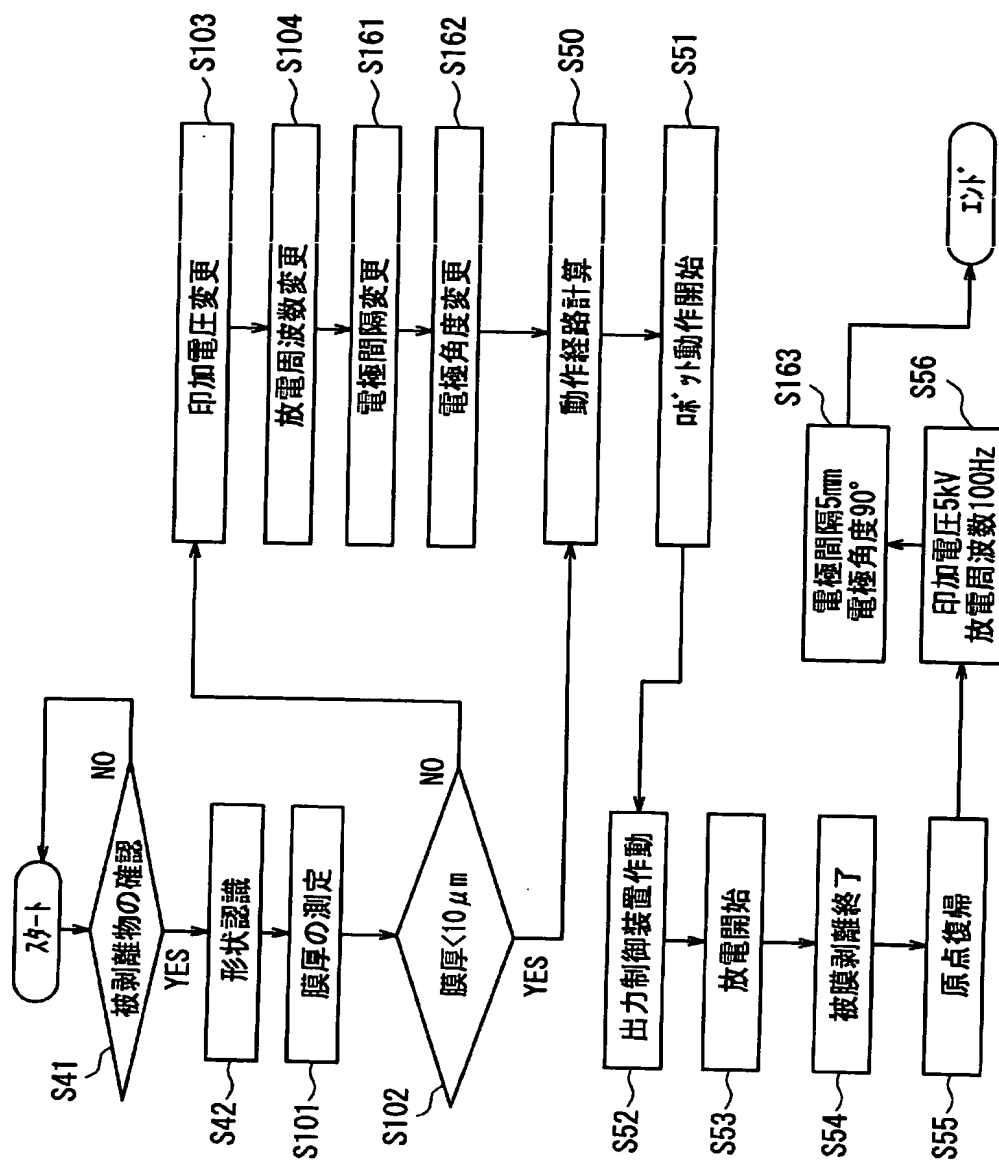 スタート
S41
被剥離物の確認
NO
YES
S42
形状認識
S101
膜厚の測定
S102
膜厚<10μm
NO
YES
印加電圧変更
S103
放電周波数変更
S104
電極間隔変更
S161
電極角度変更
S162
動作経路計算
S50
ロボット動作開始
S51
S52
出力制御装置作動
S53
放電開始
S54
被膜剥離終了
S55
原点復帰
印加電圧5kV
放電周波数100Hz
S56
電極間隔5mm
電極角度90°
S163
エンド